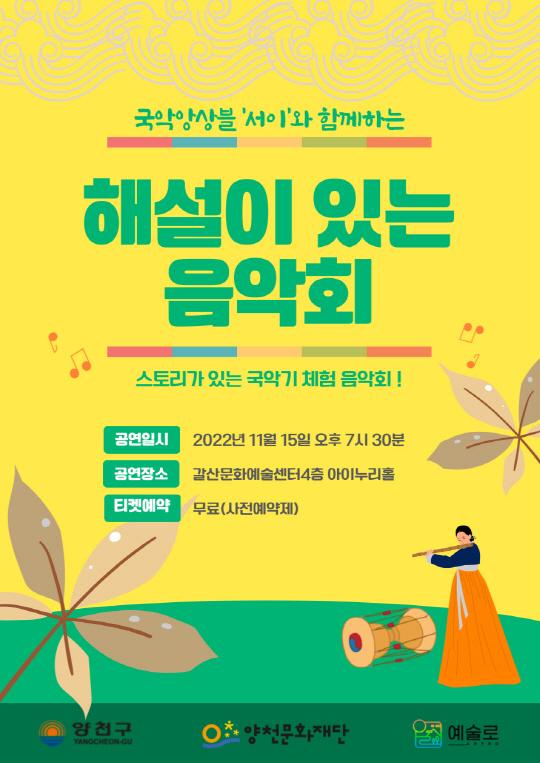 국악앙상블 '서이'와 함께하는
해설이 있는
음악회
스토리가 있는 국악기 체험 음악회 !
공연일시 2022년 11월 15일 오후 7시 30분
공연장소 갈산문화예술센터4층 아이누리홀
티켓예약 무료(사전예약제)
양천구
YANGCHEON-GU
양천문화재단
예술로